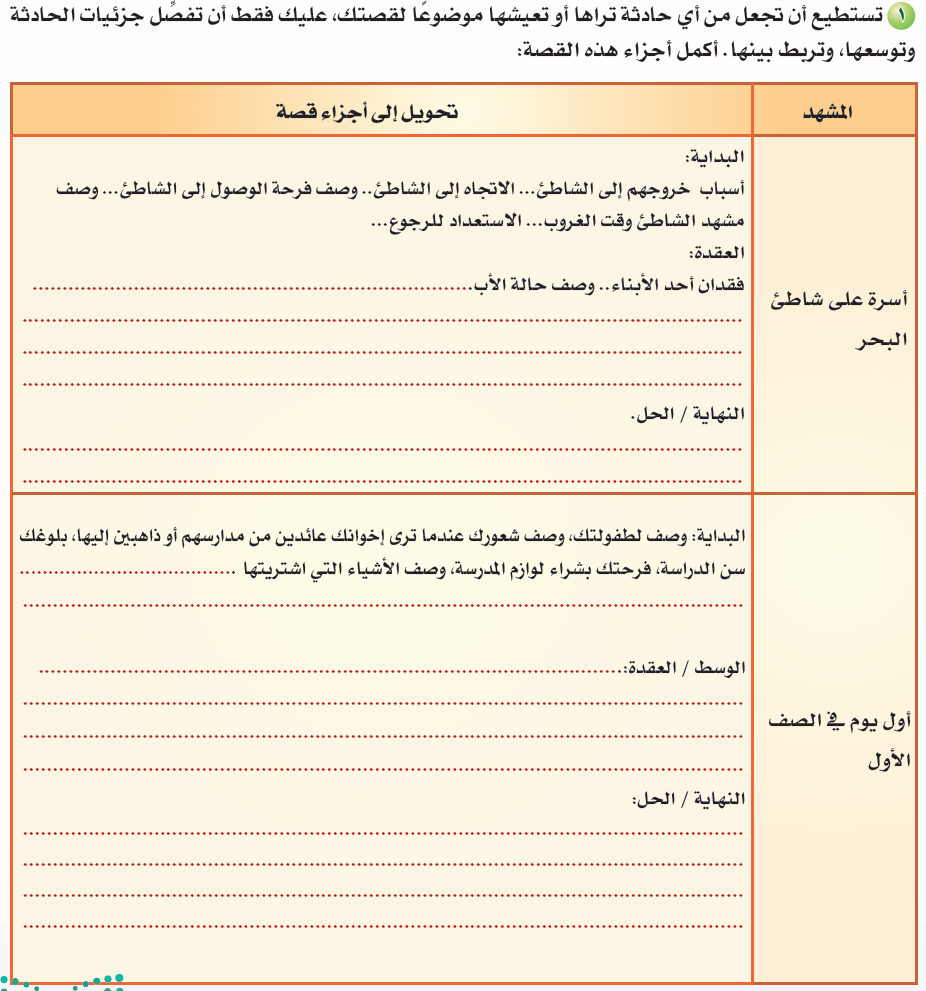 ١ تستطيع أن تجعل من أي حادثة تراها أو تعيشها موضوعًا لقصتك، عليك فقط أن تفصِّل جزئيات الحادثة
وتوسعها، وتربط بينها. أكمل أجزاء هذه القصة:
المشهد
تحويل إلى أجزاء قصة
أسرة على شاطئ
البحر
البداية:
أسباب خروجهم إلى الشاطئ... الاتجاه إلى الشاطئ.. وصف فرحة الوصول إلى الشاطئ... وصف
مشهد الشاطئ وقت الغروب... الاستعداد للرجوع...
العقدة:
فقدان أحد الأبناء.. وصف حالة الأب.
النهاية / الحل.
أول يوم في الصف
الأول
البداية: وصف لطفولتك، وصف شعورك عندما ترى إخوانك عائدين من مدارسهم أو ذاهبين إليها، بلوغك
سن الدراسة، فرحتك بشراء لوازم المدرسة، وصف الأشياء التي اشتريتها .
الوسط / العقدة:
النهاية / الحل: